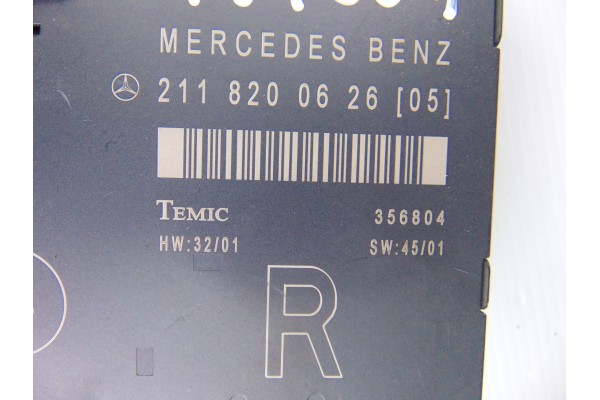 MERCEDES BENZ
211 820 06 26 [05]
TEMIC 356804
HW:32/01 SW:45/01
R